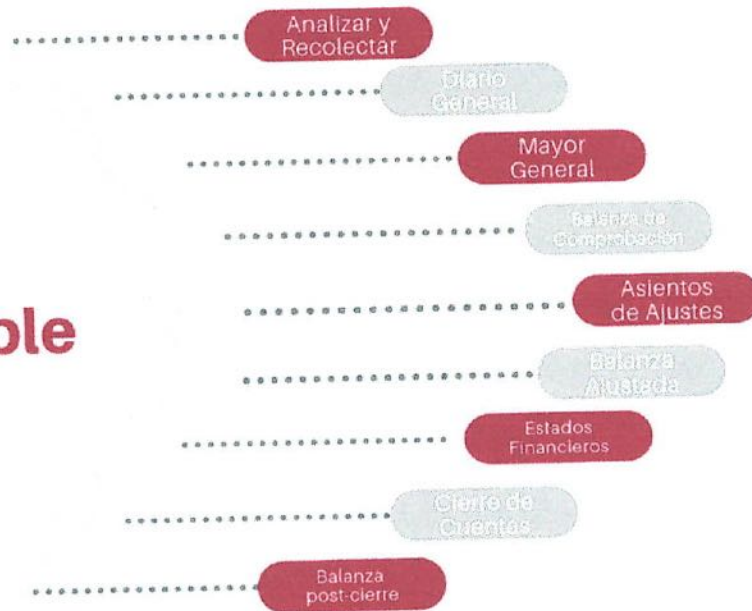 Analizar y
Recolectar
Diario
General
Mayor
General
Balanza de
Comprobación
Asientos
de Ajustes
ble
Balanza
Ajustada
Estados
Financieros
Cierre de
Cuentas
Balanza
post-cierre